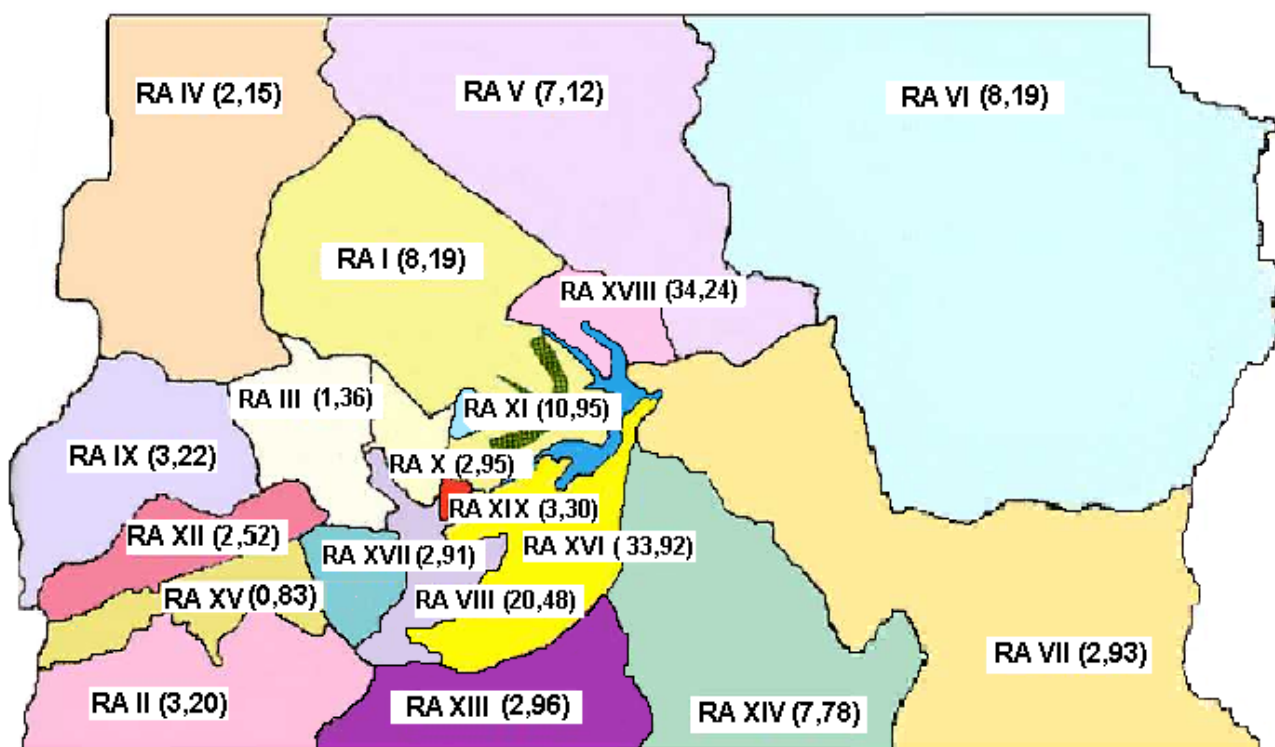 RA IV (2,15)
RA V (7,12)
RA VI (8,19)
RA I (8,19)
RA XVIII (34,24)
RA III (1,36)
RA XI (10,95)
RA IX (3,22)
RA X (2,95)
RA XIX (3,30)
RA XII (2,52)
RA XVII (2,91)
RA XVI ( 33,92)
RA XV (0,83)
RA VIII (20,48)
RA VII (2,93)
RA II (3,20)
RA XIII (2,96)
RA XIV (7,78)